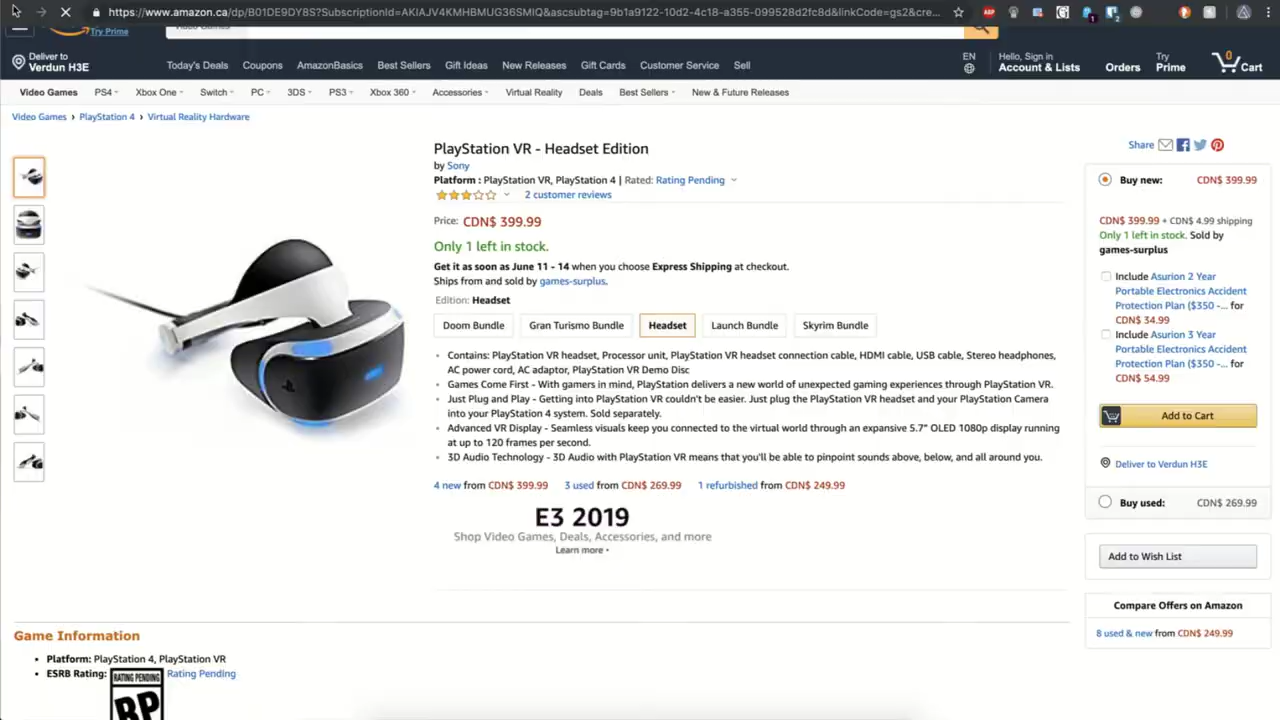 https://www.amazon.ca/dp/B01DE9DY8S?SubscriptionId=AKIAJV4KMHBMUG36SMIQ&ascsubtag=9b1a9122-10d2-4c18-a355-099528d2fc8d&linkCode=gs2&cre...
Try Prime
Deliver to
Verdun H3E
Today's Deals Coupons AmazonBasics Best Sellers Gift Ideas New Releases Gift Cards Customer Service Sell
EN
Hello, Sign in
Account & Lists
Orders
Try
Prime
0
Cart
Video Games PS4 Xbox One Switch PC 3DS PS3 Xbox 360 Accessories Virtual Reality Deals Best Sellers New & Future Releases
Video Games › PlayStation 4 › Virtual Reality Hardware
PlayStation VR - Headset Edition
by Sony
Platform : PlayStation VR, PlayStation 4 | Rated: Rating Pending
2 customer reviews
Price: CDN$ 399.99
Only 1 left in stock.
Get it as soon as June 11 - 14 when you choose Express Shipping at checkout.
Ships from and sold by games-surplus.
Edition: Headset
Doom Bundle Gran Turismo Bundle Headset Launch Bundle Skyrim Bundle
Contains: PlayStation VR headset, Processor unit, PlayStation VR headset connection cable, HDMI cable, USB cable, Stereo headphones,
AC power cord, AC adaptor, PlayStation VR Demo Disc
Games Come First - With gamers in mind, PlayStation delivers a new world of unexpected gaming experiences through PlayStation VR.
Just Plug and Play - Getting into PlayStation VR couldn't be easier. Just plug the PlayStation VR headset and your PlayStation Camera
into your PlayStation 4 system. Sold separately.
Advanced VR Display - Seamless visuals keep you connected to the virtual world through an expansive 5.7" OLED 1080p display running
at up to 120 frames per second.
3D Audio Technology - 3D Audio with PlayStation VR means that you'll be able to pinpoint sounds above, below, and all around you.
4 new from CDN$ 399.99 3 used from CDN$ 269.99 1 refurbished from CDN$ 249.99
E3 2019
Shop Video Games, Deals, Accessories, and more
Learn more
Share
Buy new: CDN$ 399.99
CDN$ 399.99 + CDN$ 4.99 shipping
Only 1 left in stock. Sold by
games-surplus
Include Asurion 2 Year
Portable Electronics Accident
Protection Plan ($350 -... for
CDN$ 34.99
Include Asurion 3 Year
Portable Electronics Accident
Protection Plan ($350 -... for
CDN$ 54.99
Add to Cart
Deliver to Verdun H3E
Buy used: CDN$ 269.99
Add to Wish List
Compare Offers on Amazon
8 used & new from CDN$ 249.99
Game Information
Platform: PlayStation 4, PlayStation VR
ESRB Rating: Rating Pending
RATING PENDING
RP